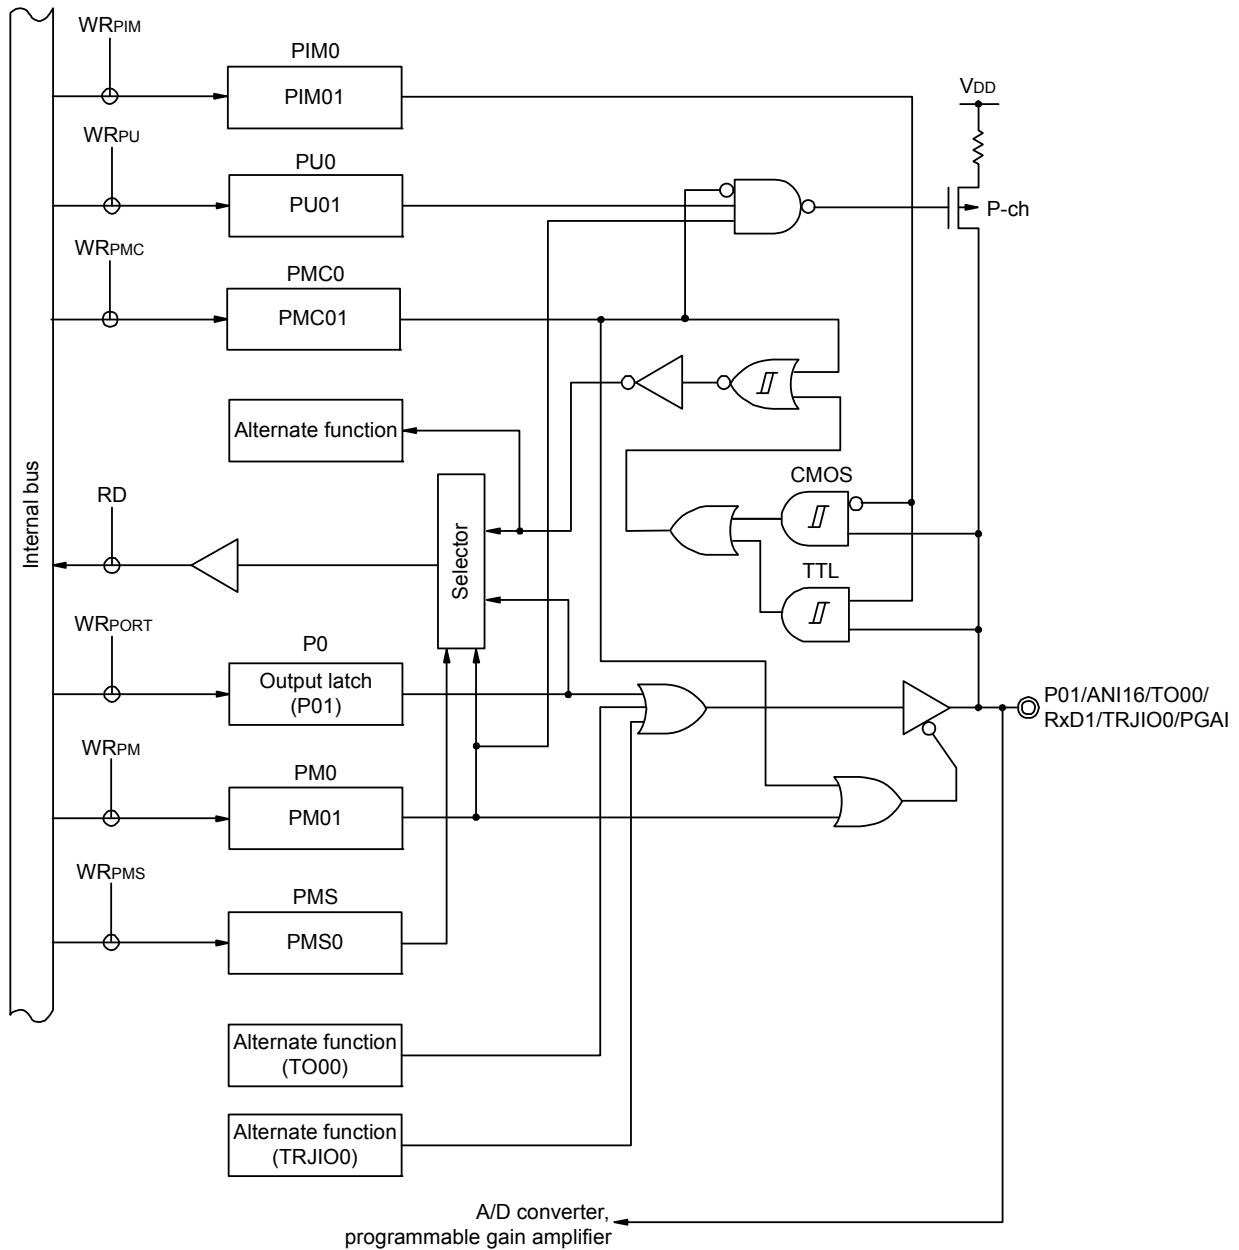 WRPIM
PIM0
PIM01
VDD
WRPU
PU0
PU01
P-ch
WRPMC
PMC0
PMC01
Alternate function
CMOS
Internal bus
RD
Selector
TTL
WRPORT
P0
Output latch
(P01)
P01/ANI16/TO00/
RxD1/TRJIO0/PGAI
WRPM
PM0
PM01
WRPMS
PMS
PMS0
Alternate function
(TO00)
Alternate function
(TRJIO0)
A/D converter,
programmable gain amplifier